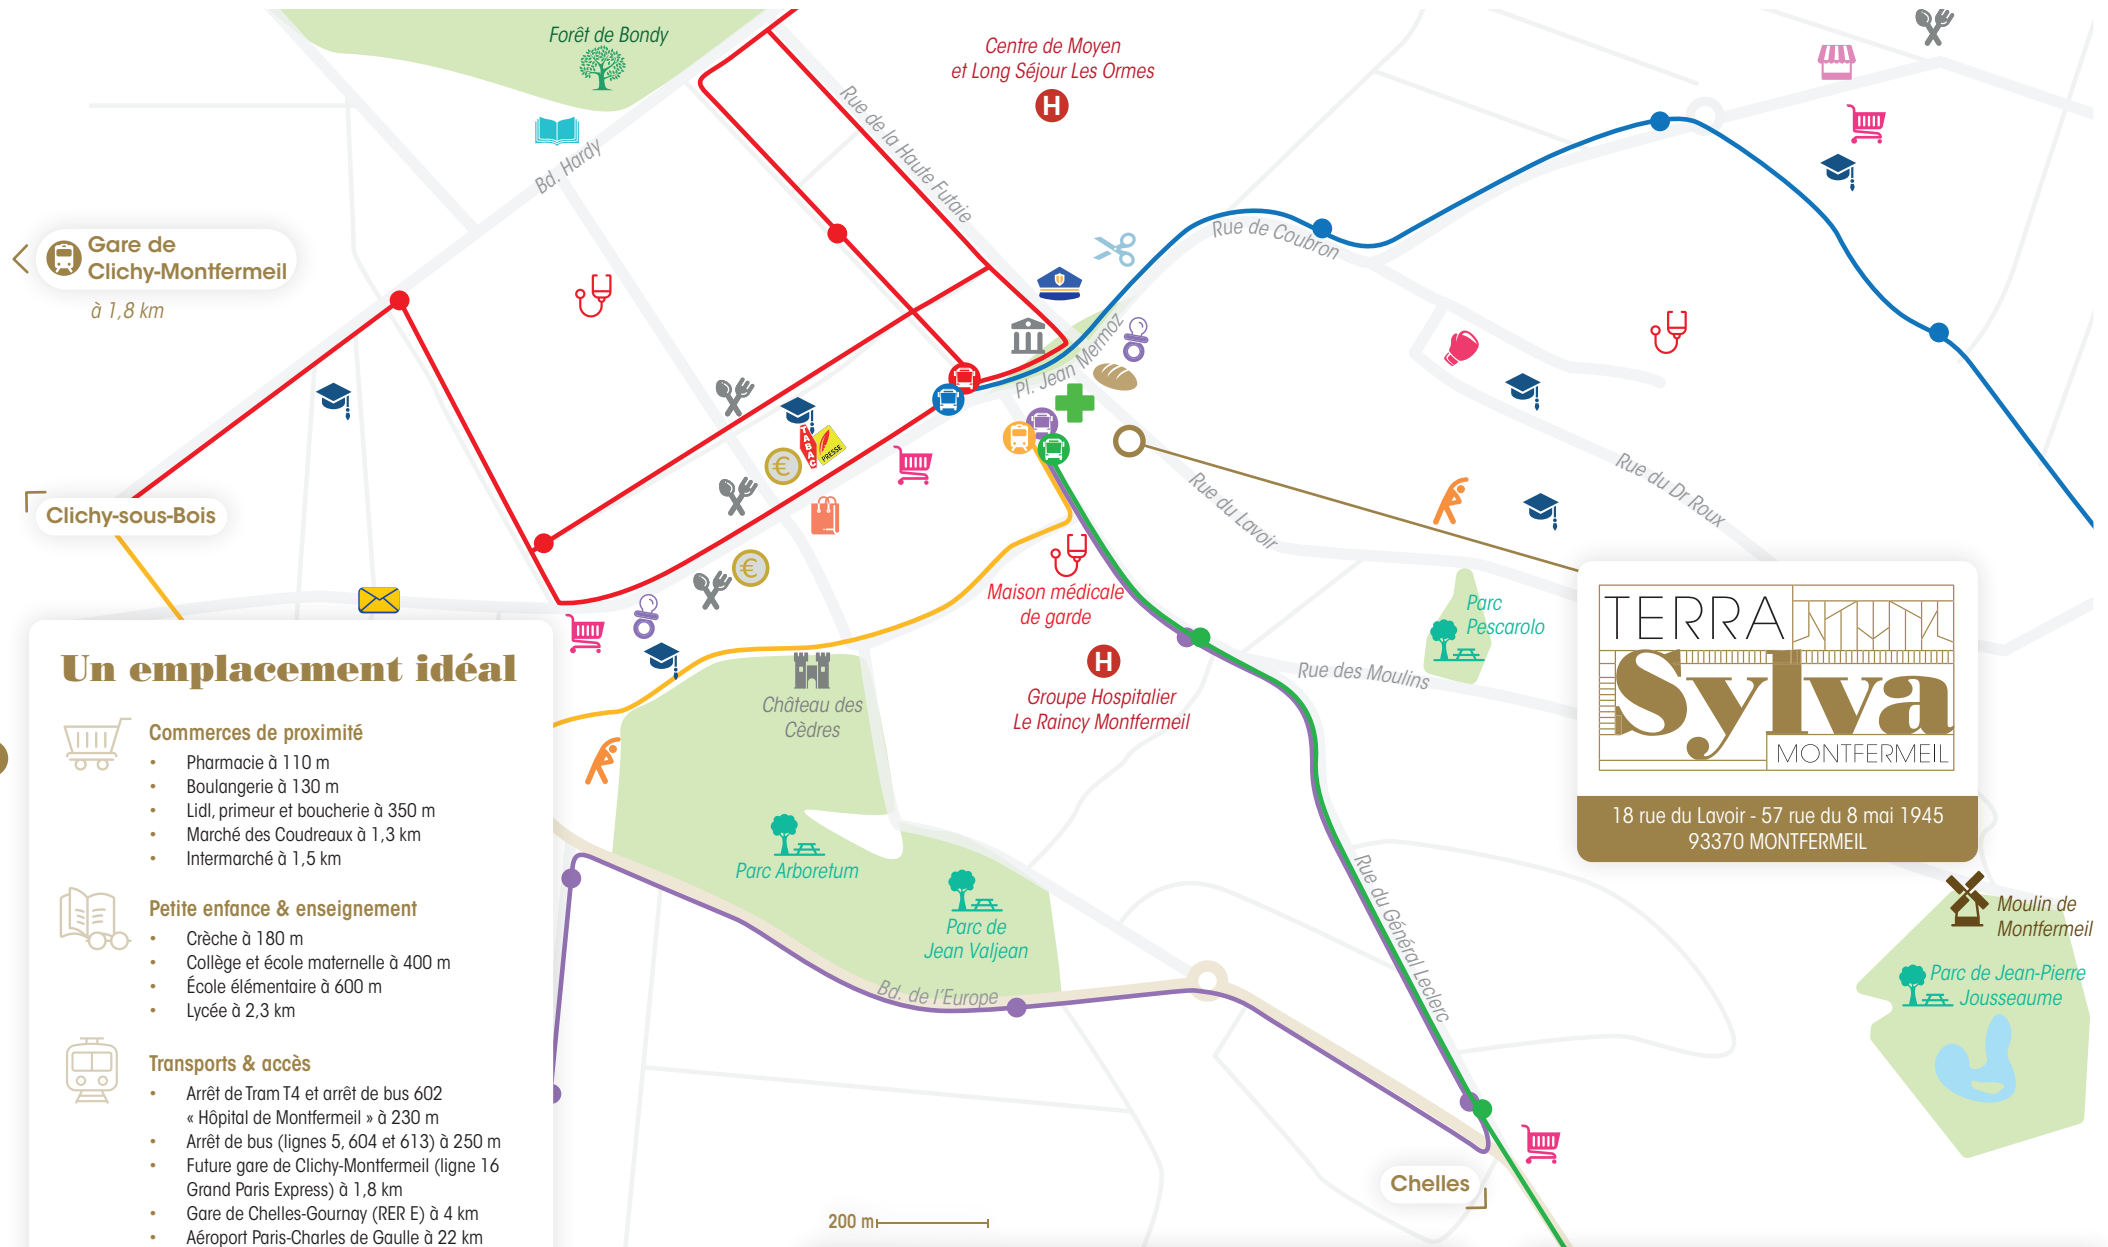 Forêt de Bondy
Centre de Moyen
et Long Séjour Les Ormes
H
Rue de la Haute Futaie
Bd. Hardy
Gare de
Clichy-Montfermeil
à 1,8 km
Rue de Coubron
Pl. Jean Mermoz
TABAC
PRESSE
€
Clichy-sous-Bois
Rue du Lavoir
Rue du Dr Roux
€
Maison médicale
de garde
H
Groupe Hospitalier
Le Raincy Montfermeil
Parc
Pescarolo
Rue des Moulins
Château des
Cèdres
TERRA
Sylva
MONTFERMEIL
18 rue du Lavoir - 57 rue du 8 mai 1945
93370 MONTFERMEIL
Parc Arboretum
Parc de
Jean Valjean
Bd. de l'Europe
Rue du Général Leclerc
Moulin de
Montfermeil
Parc de Jean-Pierre
Jousseaume
Chelles
200 m
Un emplacement idéal
Commerces de proximité
• Pharmacie à 110 m
• Boulangerie à 130 m
• Lidl, primeur et boucherie à 350 m
• Marché des Coudreaux à 1,3 km
• Intermarché à 1,5 km
Petite enfance & enseignement
• Crèche à 180 m
• Collège et école maternelle à 400 m
• École élémentaire à 600 m
• Lycée à 2,3 km
Transports & accès
• Arrêt de Tram T4 et arrêt de bus 602
« Hôpital de Montfermeil » à 230 m
• Arrêt de bus (lignes 5, 604 et 613) à 250 m
• Future gare de Clichy-Montfermeil (ligne 16
Grand Paris Express) à 1,8 km
• Gare de Chelles-Gournay (RER E) à 4 km
• Aéroport Paris-Charles de Gaulle à 22 km